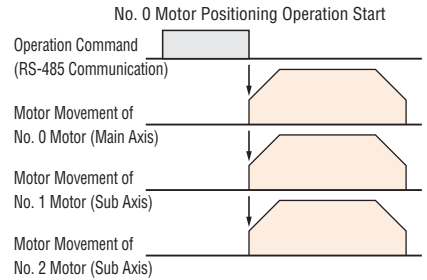 No. 0 Motor Positioning Operation Start
Operation Command
(RS-485 Communication)
Motor Movement of
No. 0 Motor (Main Axis)
Motor Movement of
No. 1 Motor (Sub Axis)
Motor Movement of
No. 2 Motor (Sub Axis)